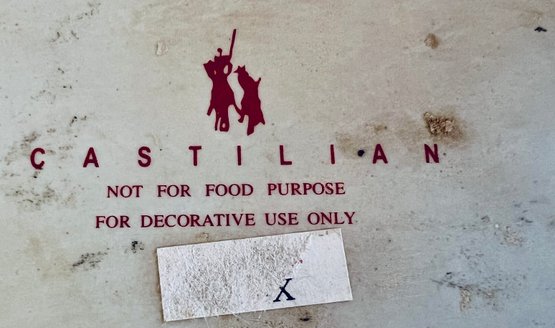 CASTILIAN
NOT FOR FOOD PURPOSE
FOR DECORATIVE USE ONLY
X